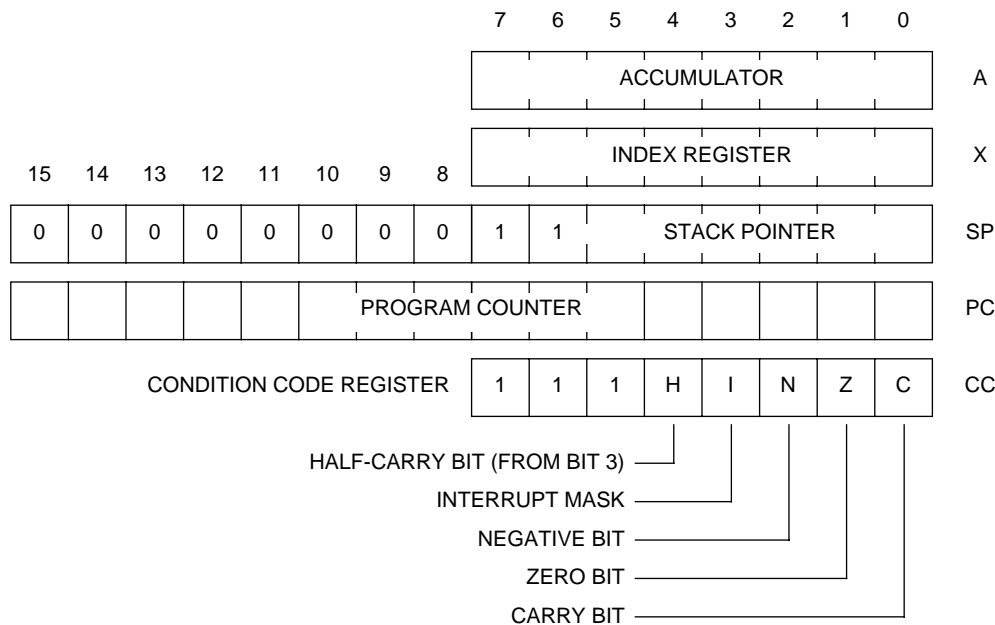 7 6 5 4 3 2 1 0
ACCUMULATOR A
INDEX REGISTER X
15 14 13 12 11 10 9 8
0 0 0 0 0 0 0 0 1 1 STACK POINTER SP
PROGRAM COUNTER PC
CONDITION CODE REGISTER 1 1 1 H I N Z C CC
HALF-CARRY BIT (FROM BIT 3)
INTERRUPT MASK
NEGATIVE BIT
ZERO BIT
CARRY BIT